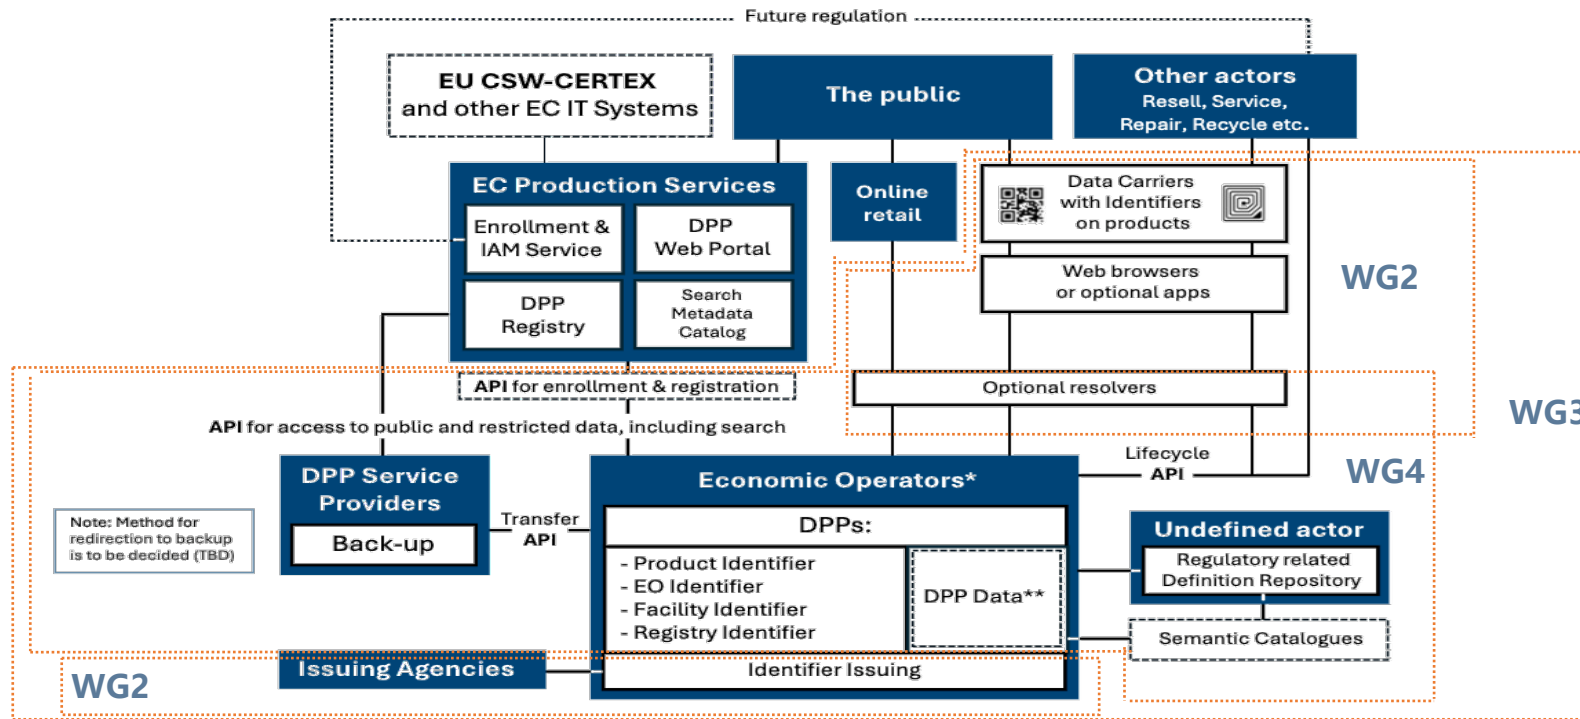 Future regulation
EU CSW-CERTEX
and other EC IT Systems
The public
Other actors
Resell, Service,
Repair, Recycle etc.
EC Production Services
Enrollment &
IAM Service
DPP
Web Portal
DPP
Registry
Search
Metadata
Catalog
Online
retail
Data Carriers
with Identifiers
on products
Web browsers
or optional apps
WG2
API for enrollment & registration
Optional resolvers
WG3
API for access to public and restricted data, including search
Lifecycle
API
WG4
DPP Service
Providers
Back-up
Note: Method for
redirection to backup
is to be decided (TBD)
Transfer
API
Economic Operators*
DPPs:
- Product Identifier
- EO Identifier
- Facility Identifier
- Registry Identifier
DPP Data**
Undefined actor
Regulatory related
Definition Repository
Semantic Catalogues
Issuing Agencies
Identifier Issuing
WG2